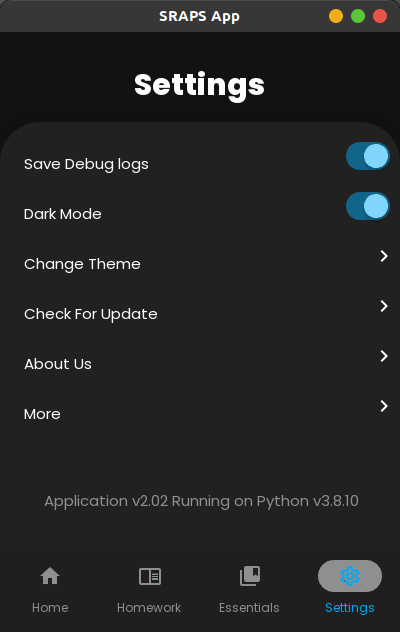 SRAPS App
Settings
Save Debug logs
Dark Mode
Change Theme
Check For Update
About Us
More
Application v2.02 Running on Python v3.8.10
Home Homework Essentials Settings